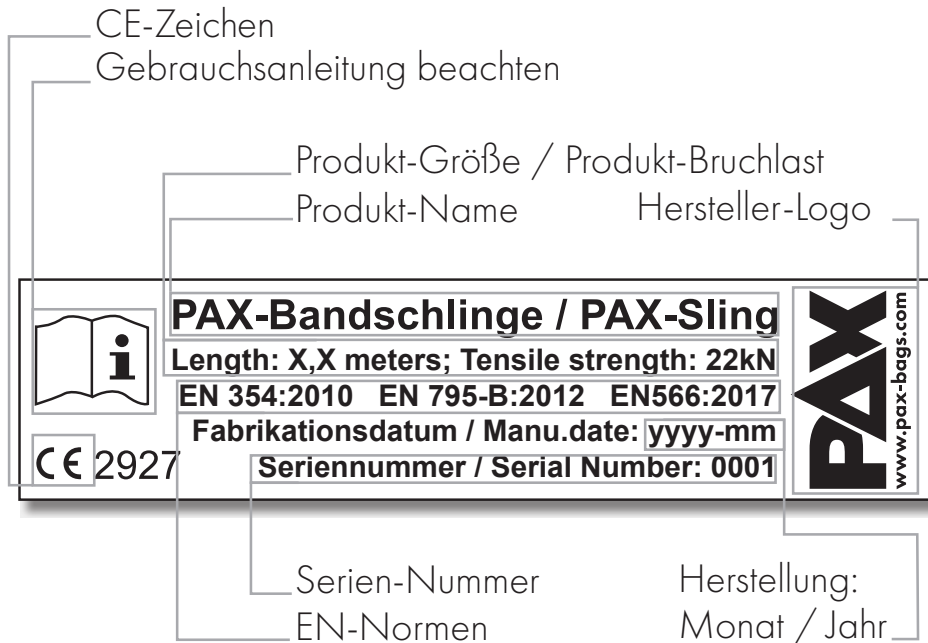 CE-Zeichen
Gebrauchsanleitung beachten
Produkt-Größe / Produkt-Bruchlast
Produkt-Name
Hersteller-Logo
PAX-Bandschlinge / PAX-Sling
Length: X,X meters; Tensile strength: 22kN
EN 354:2010 EN 795-B:2012 EN566:2017
Fabrikationsdatum / Manu.date: yyyy-mm
CE 2927
Seriennummer / Serial Number: 0001
PAX
www.pax-bags.com
Serien-Nummer
EN-Normen
Herstellung:
Monat / Jahr